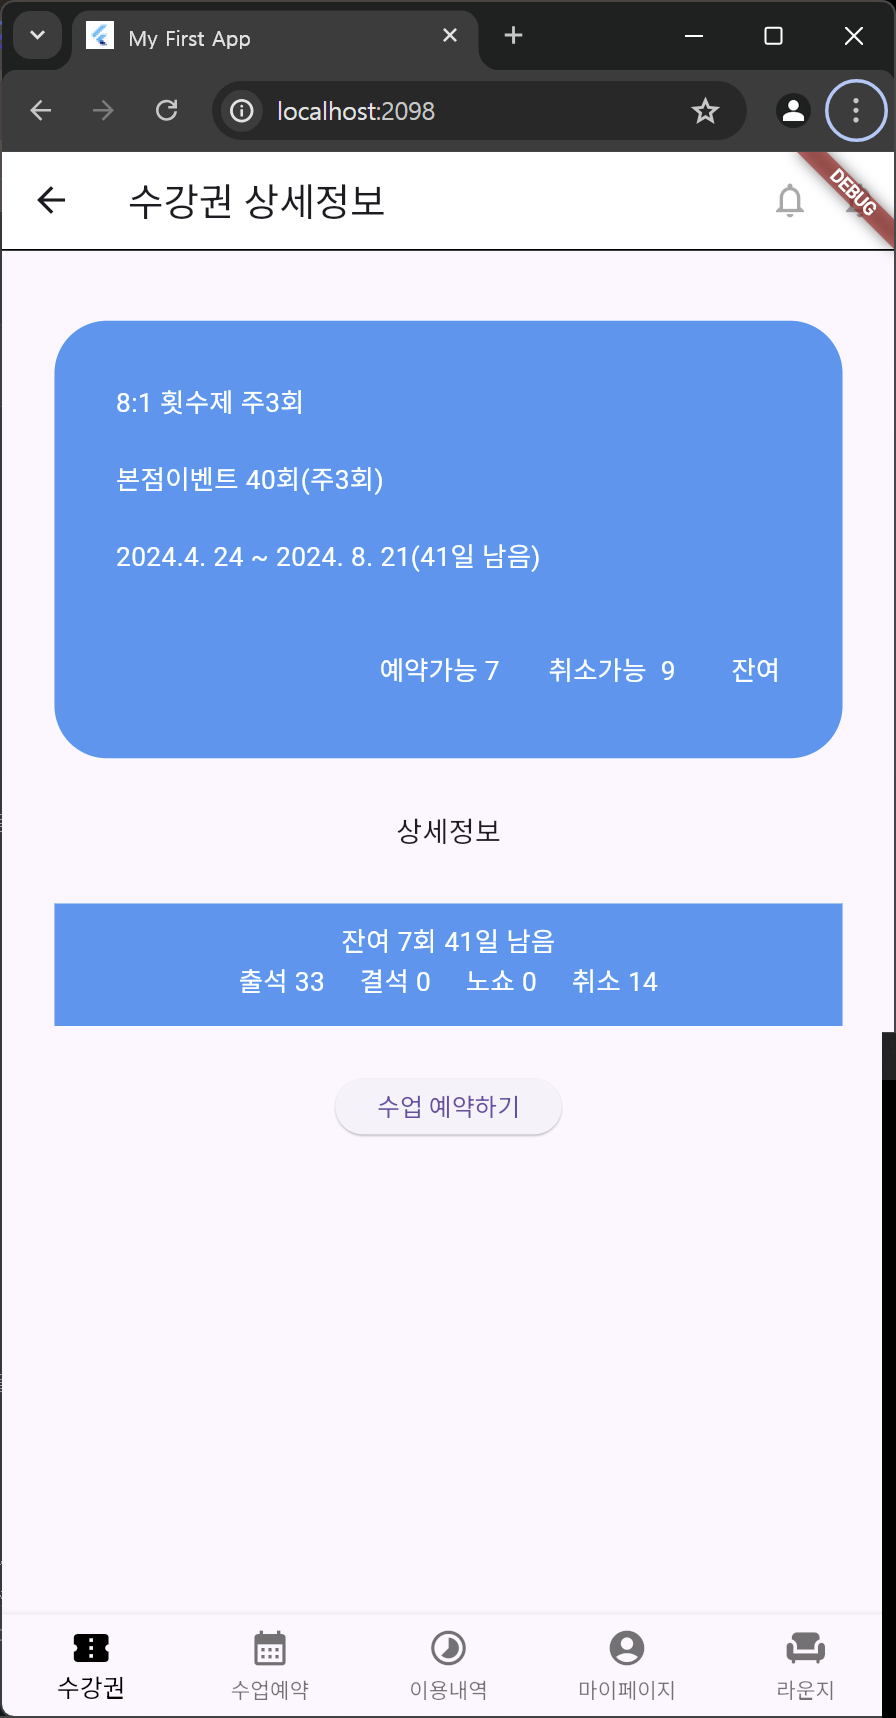 My First App
localhost:2098
수강권 상세정보
DEBUG
8:1 횟수제 주3회
본점이벤트 40회(주3회)
2024.4. 24 ~ 2024. 8. 21(41일 남음)
예약가능 7 취소가능 9 잔여
상세정보
잔여 7회 41일 남음
출석 33 결석 0 노쇼 0 취소 14
수업 예약하기
수강권 수업예약 이용내역 마이페이지 라운지